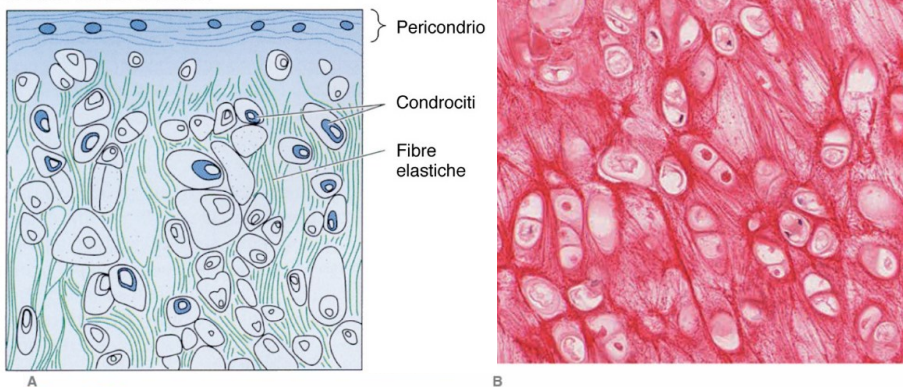 Pericondrio
Condrociti
Fibre
elastiche
A
B